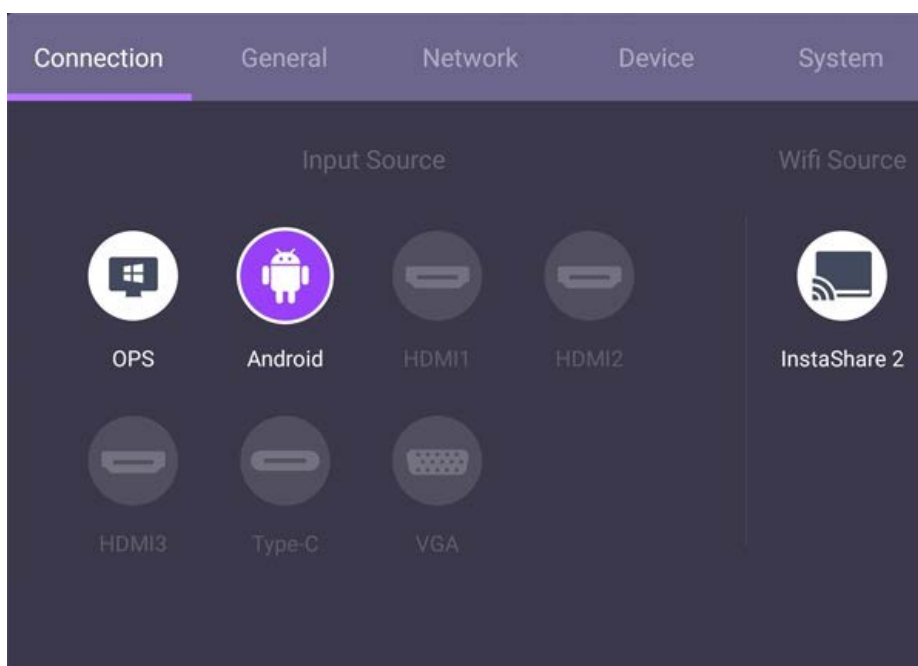 Connection General Network Device System
Input Source Wifi Source
OPS Android HDMI1 HDMI2 InstaShare 2
HDMI3 Type-C VGA